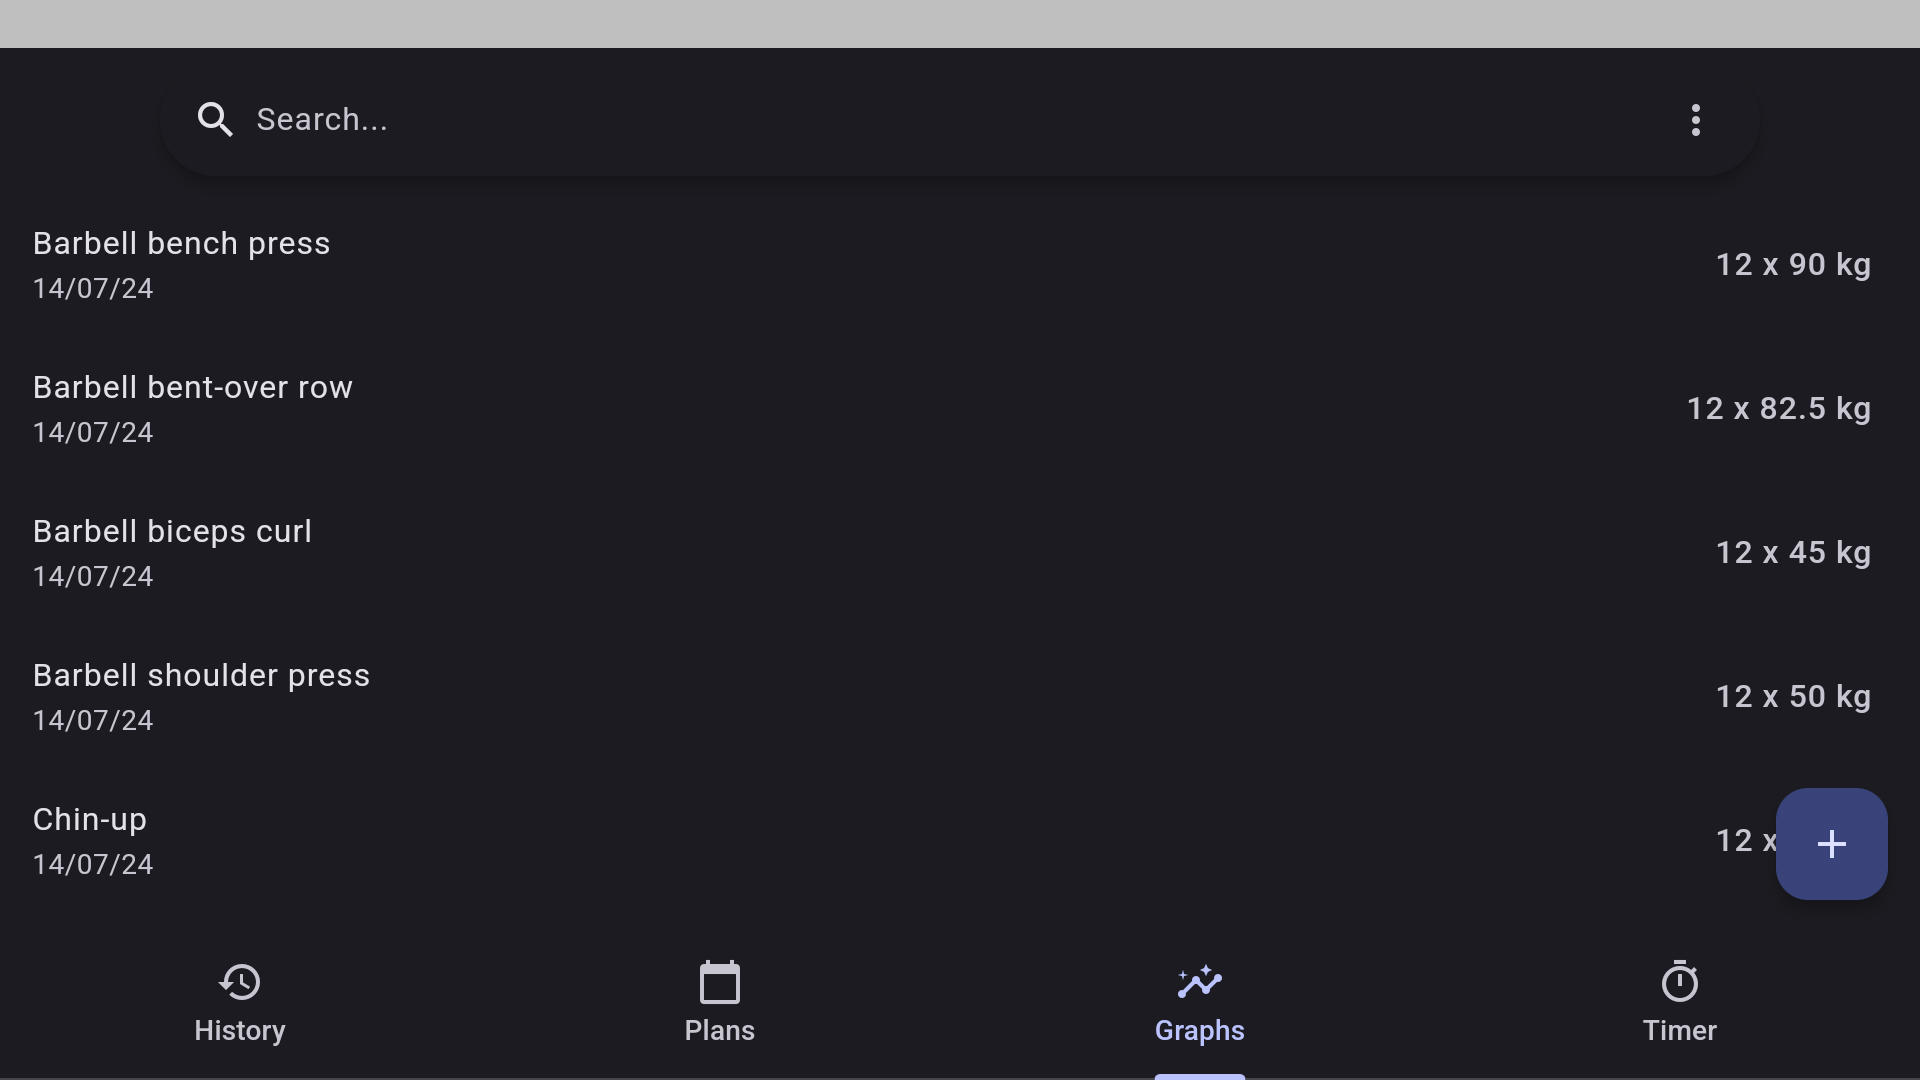 Search...
Barbell bench press
14/07/24
12 x 90 kg
Barbell bent-over row
14/07/24
12 x 82.5 kg
Barbell biceps curl
14/07/24
12 x 45 kg
Barbell shoulder press
14/07/24
12 x 50 kg
Chin-up
14/07/24
12 x
History
Plans
Graphs
Timer